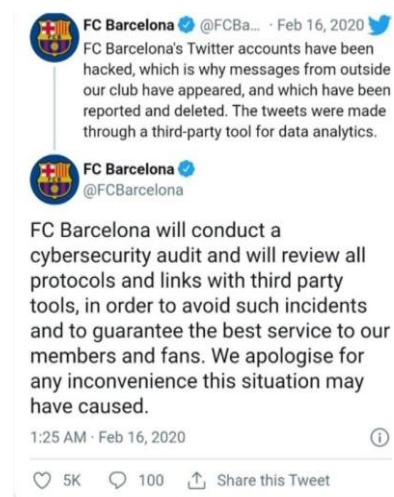 FC Barcelona @FCBa... · Feb 16, 2020
FC Barcelona's Twitter accounts have been
hacked, which is why messages from outside
our club have appeared, and which have been
reported and deleted. The tweets were made
through a third-party tool for data analytics.
FC Barcelona
@FCBarcelona
FC Barcelona will conduct a
cybersecurity audit and will review all
protocols and links with third party
tools, in order to avoid such incidents
and to guarantee the best service to our
members and fans. We apologise for
any inconvenience this situation may
have caused.
1:25 AM · Feb 16, 2020
5K 100 Share this Tweet